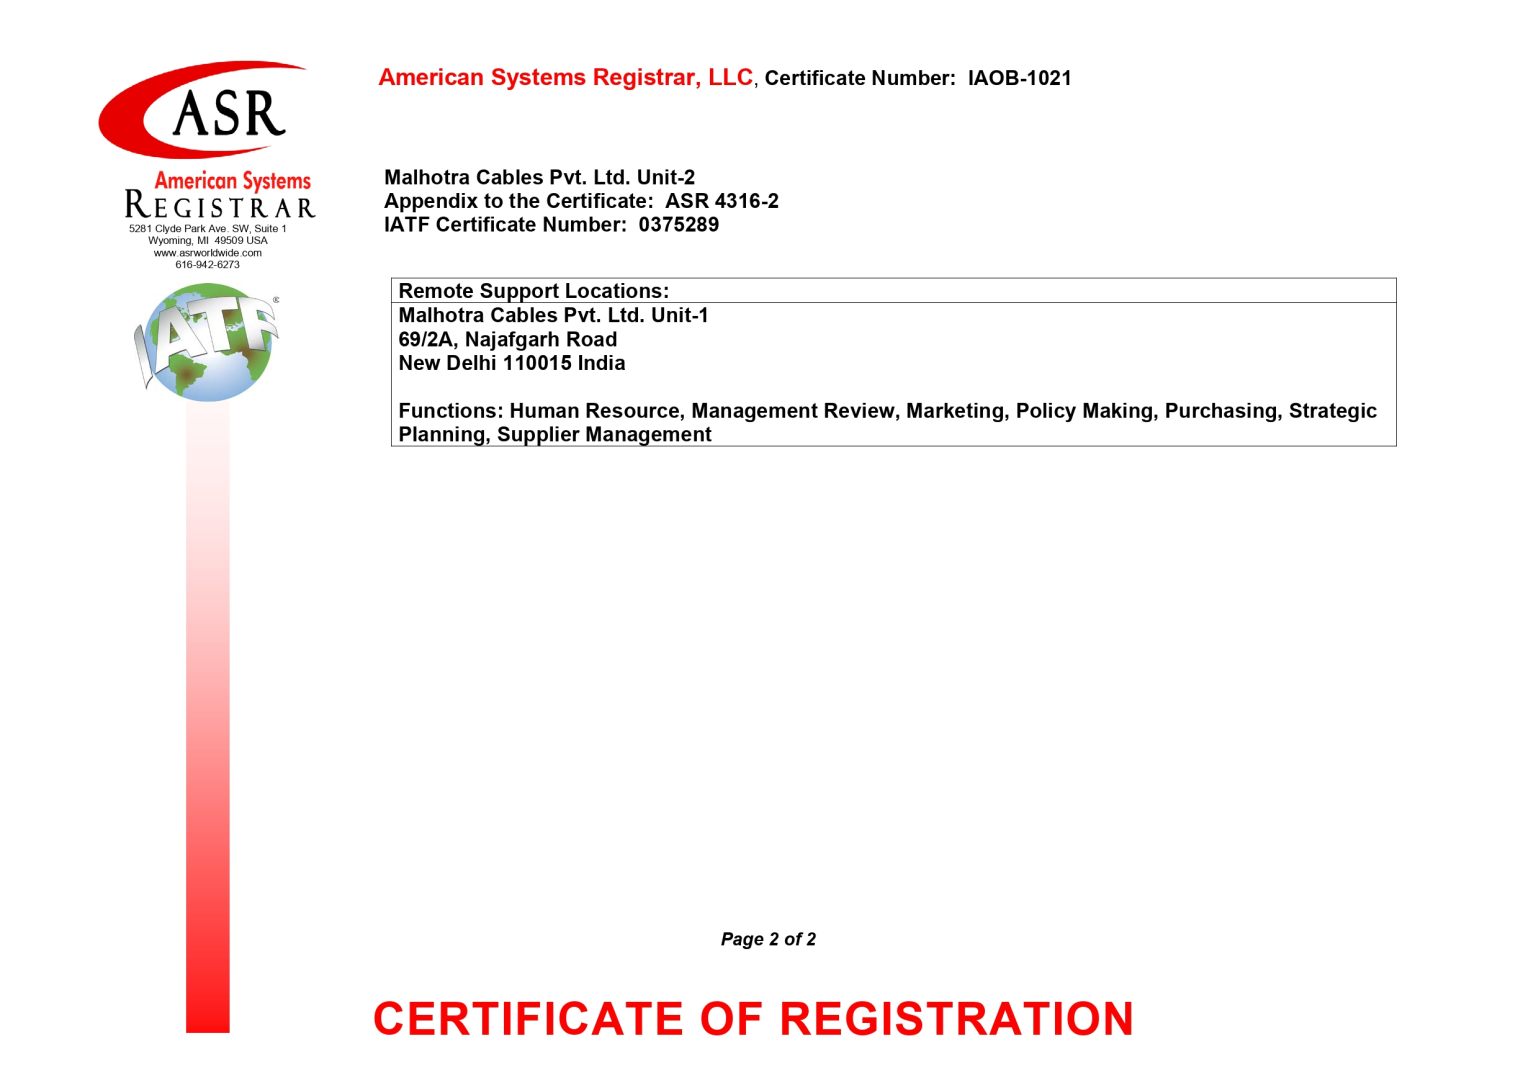 ASR
American Systems
REGISTRAR
5281 Clyde Park Ave. SW, Suite 1
Wyoming, MI  49509 USA
www.asrworldwide.com
616-942-6273
IATF
®
American Systems Registrar, LLC, Certificate Number:  IAOB-1021
Malhotra Cables Pvt. Ltd. Unit-2
Appendix to the Certificate:  ASR 4316-2
IATF Certificate Number:  0375289
Remote Support Locations:
Malhotra Cables Pvt. Ltd. Unit-1
69/2A, Najafgarh Road
New Delhi 110015 India
Functions: Human Resource, Management Review, Marketing, Policy Making, Purchasing, Strategic
Planning, Supplier Management
Page 2 of 2
CERTIFICATE OF REGISTRATION